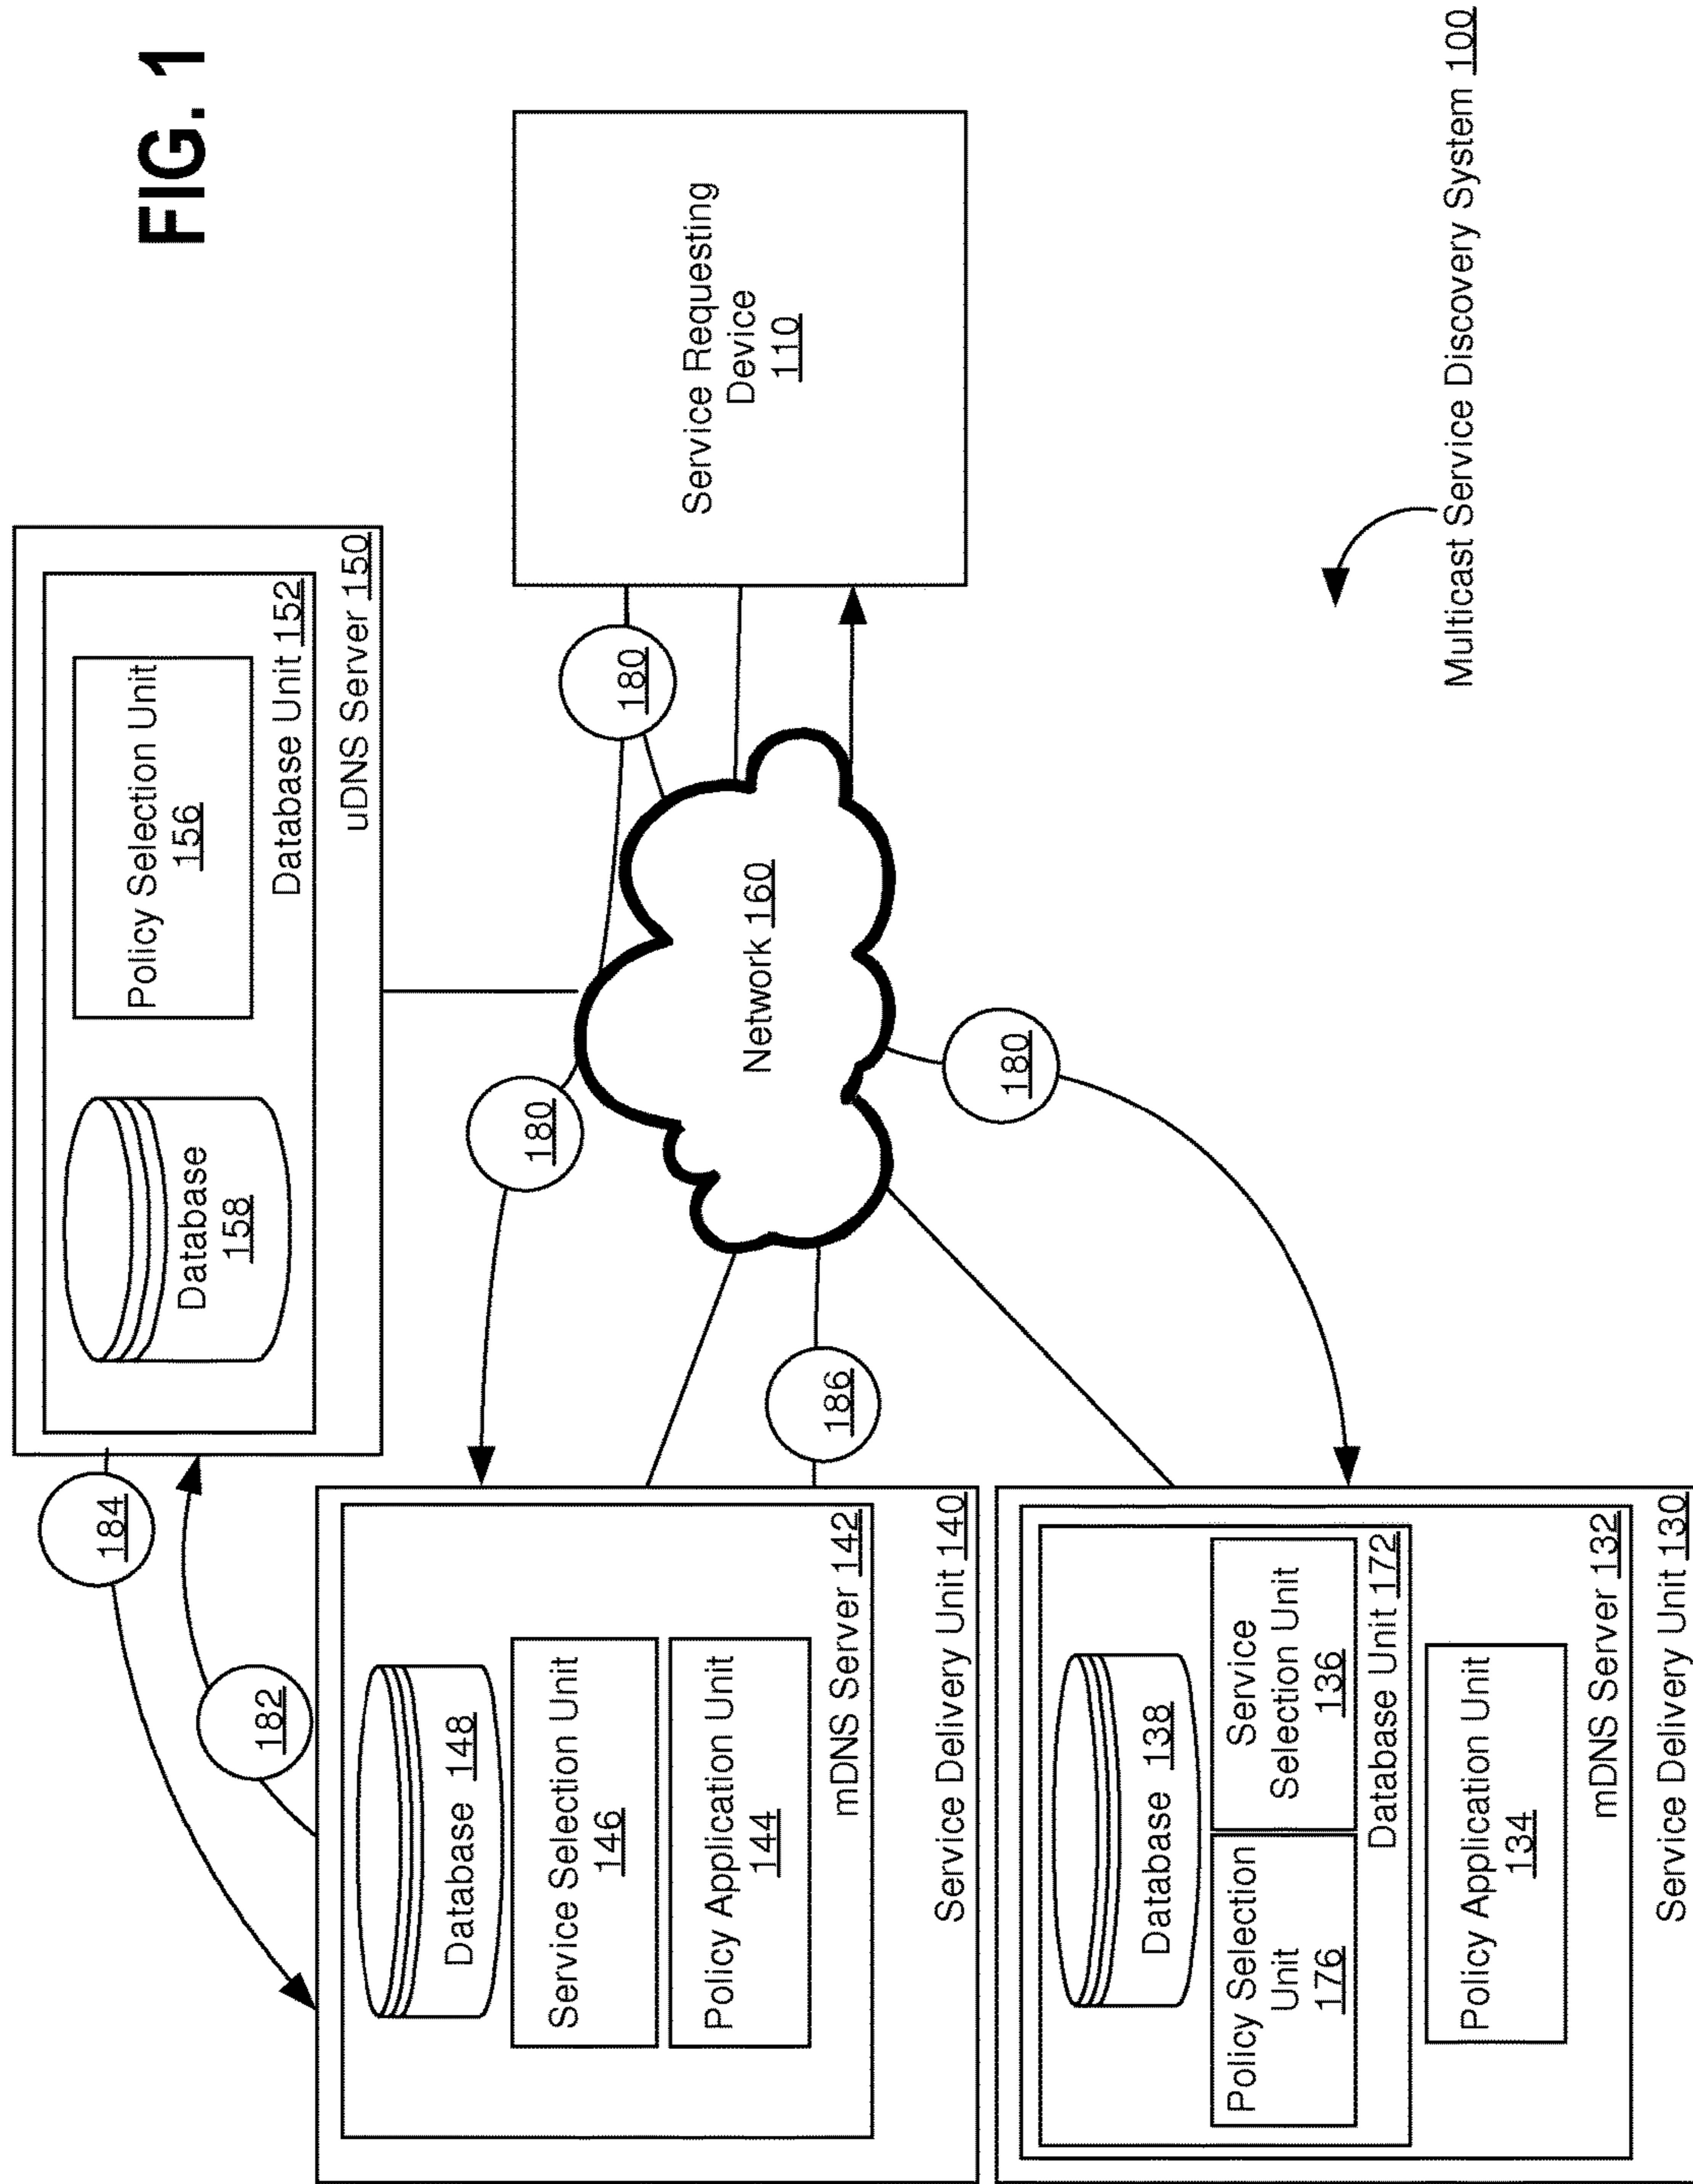 FIG. 1
Database
158
Policy Selection Unit
156
Database Unit 152
uDNS Server 150
184
182
180
180
Database 148
Service Selection Unit
146
Policy Application Unit
144
mDNS Server 142
Service Delivery Unit 140
Network 160
Service Requesting
Device
110
186
180
Database 138
Policy Selection
Unit
176
Service
Selection Unit
136
Database Unit 172
Policy Application Unit
134
mDNS Server 132
Service Delivery Unit 130
Multicast Service Discovery System 100